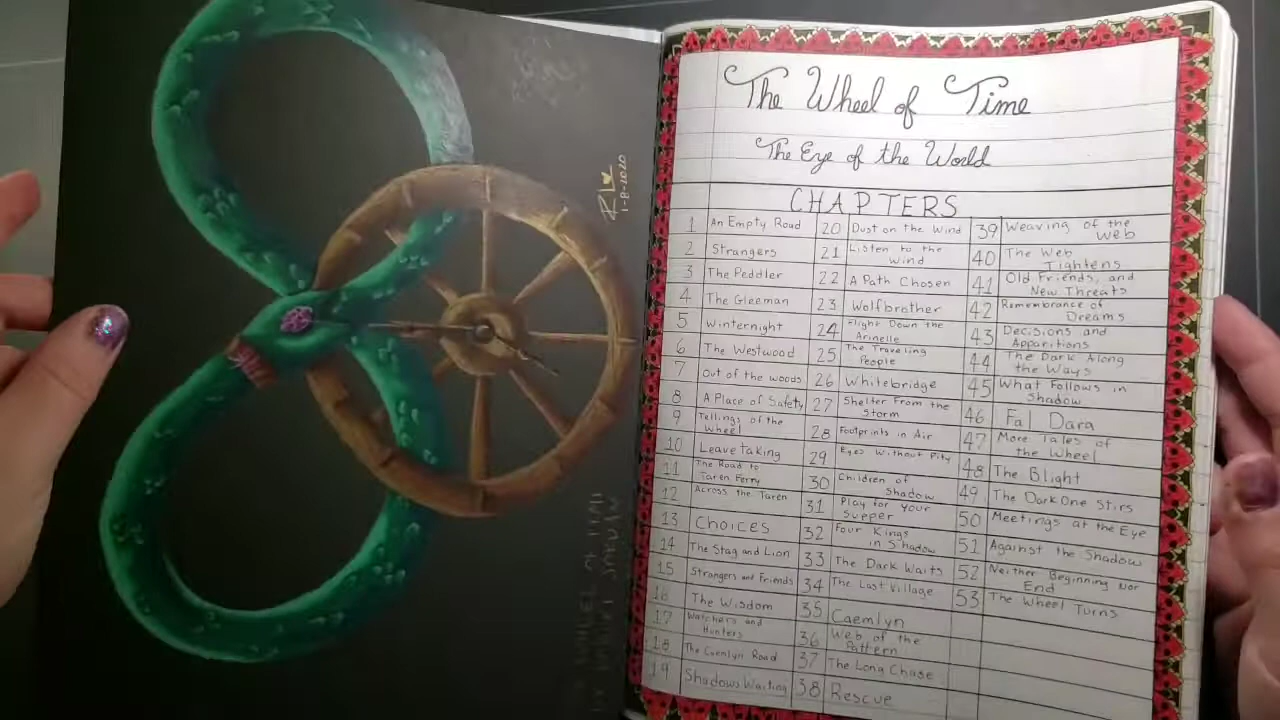 RL
1-8-2020
The Wheel of Time
The Eye of the World
CHAPTERS
1 An Empty Road
2 Strangers
3 The Peddler
4 The Gleeman
5 Winternight
6 The Westwood
7 Out of the woods
8 A Place of Safety
9 Tellings of the
Wheel
10 Leavetaking
11 The Road to
Taren Ferry
12 Across the Taren
13 Choices
14 The Stag and Lion
15 Strangers and Friends
16 The Wisdom
17 Watchers and
Hunters
18 The Caemlyn Road
19 Shadows Waiting
20 Dust on the Wind
21 Listen to the
Wind
22 A Path Chosen
23 Wolfbrother
24 Flight Down the
Arinelle
25 The Traveling
People
26 Whitebridge
27 Shelter From the
Storm
28 Footprints in Air
29 Eyes Without Pity
30 Children of
Shadow
31 Play for your
Supper
32 Four Kings
in Shadow
33 The Dark Waits
34 The Last Village
35 Caemlyn
36 Web of the
Pattern
37 The Long Chase
38 Rescue
39 Weaving of the
Web
40 The Web
Tightens
41 Old Friends, and
New Threats
42 Remembrance of
Dreams
43 Decisions and
Apparitions
44 The Dark Along
the Ways
45 What Follows in
Shadow
46 Fal Dara
47 More Tales of
the Wheel
48 The Blight
49 The Dark One Stirs
50 Meetings at the Eye
51 Against the Shadow
52 Neither Beginning Nor
End
53 The Wheel Turns